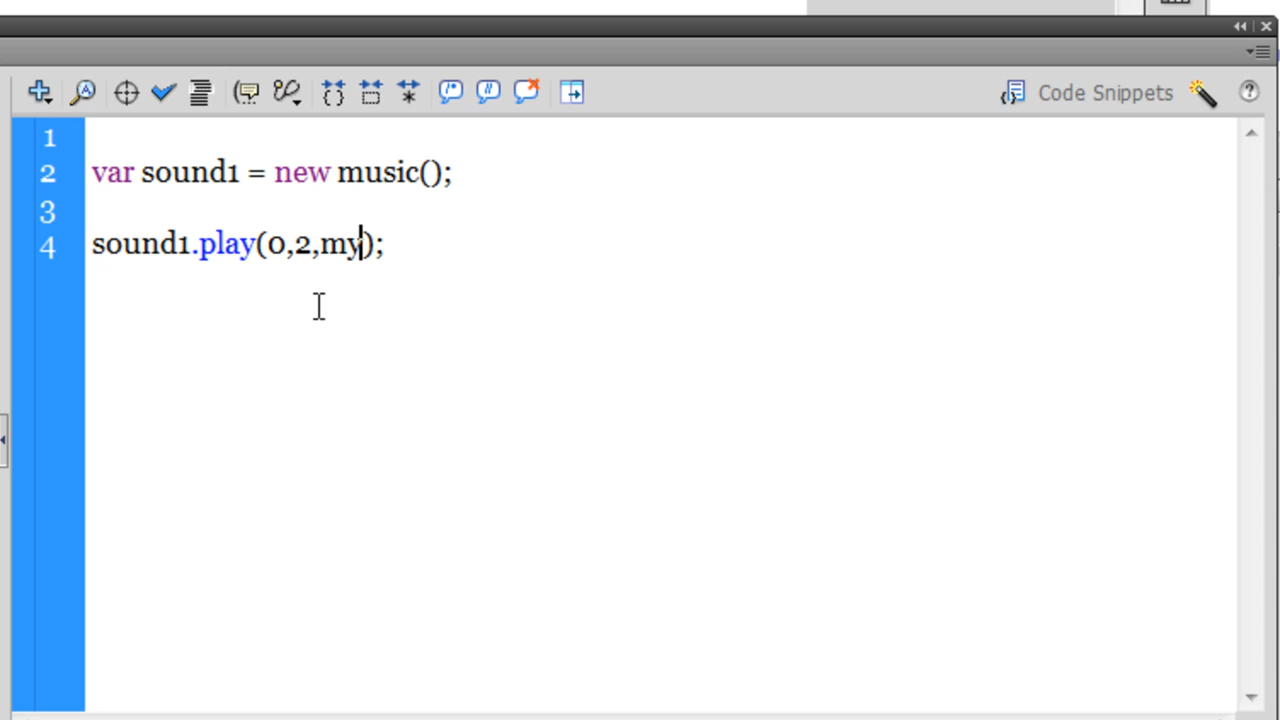 Code Snippets
1
2 var sound1 = new music();
3
4 sound1.play(0,2,my);